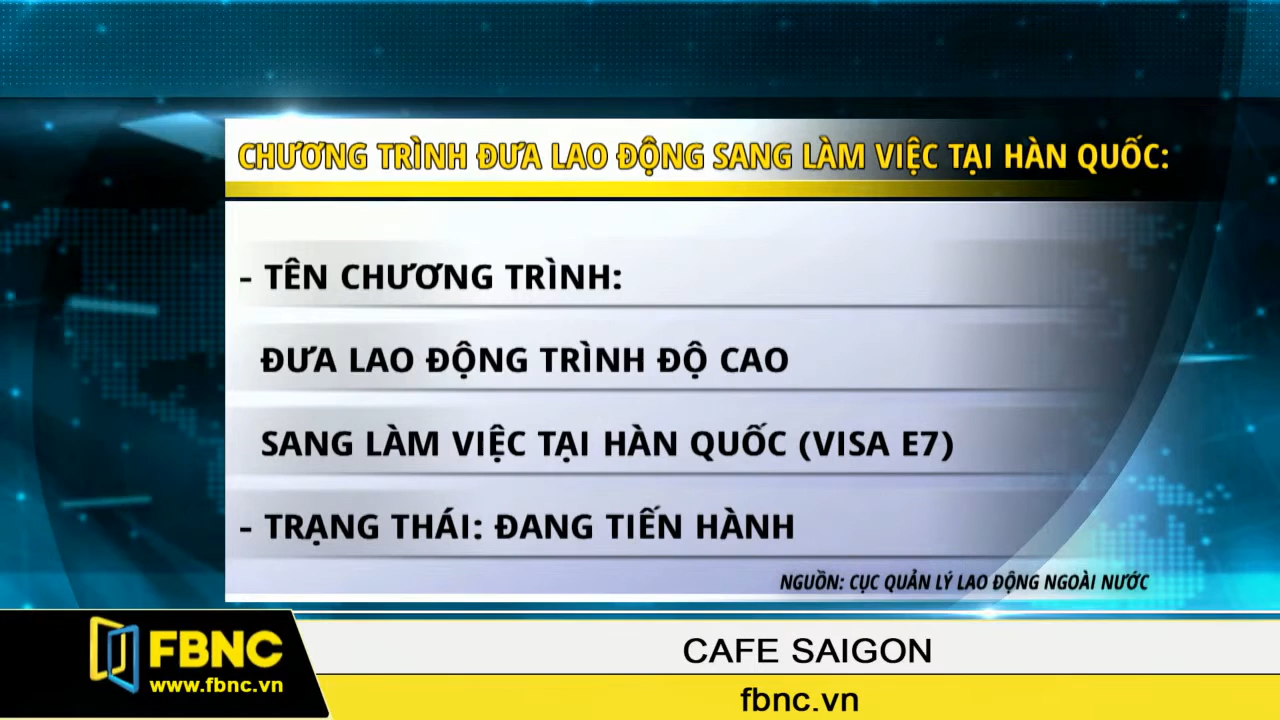 CHƯƠNG TRÌNH ĐƯA LAO ĐỘNG SANG LÀM VIỆC TẠI HÀN QUỐC:
- TÊN CHƯƠNG TRÌNH:
ĐƯA LAO ĐỘNG TRÌNH ĐỘ CAO
SANG LÀM VIỆC TẠI HÀN QUỐC (VISA E7)
- TRẠNG THÁI: ĐANG TIẾN HÀNH
NGUỒN: CỤC QUẢN LÝ LAO ĐỘNG NGOÀI NƯỚC
FBNC
www.fbnc.vn
CAFE SAIGON
fbnc.vn